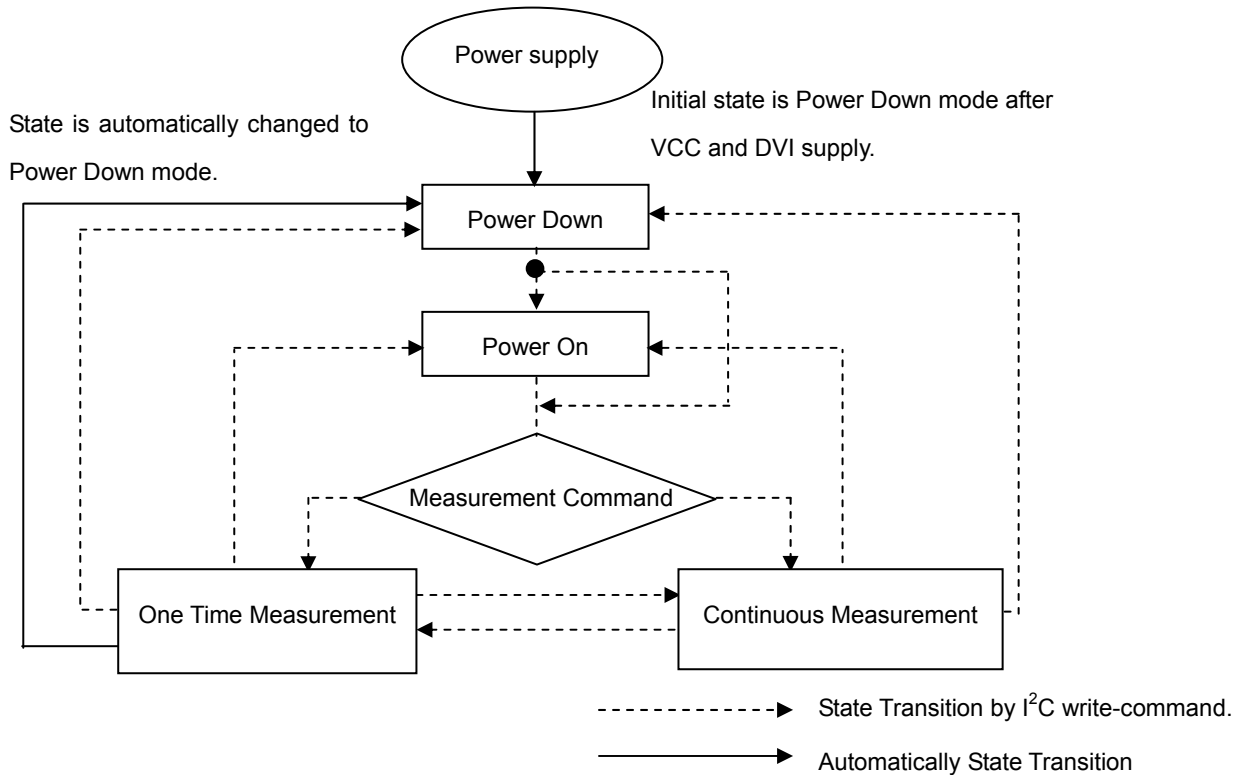 Power supply
Initial state is Power Down mode after
VCC and DVI supply.
State is automatically changed to
Power Down mode.
Power Down
Power On
Measurement Command
One Time Measurement
Continuous Measurement
State Transition by I²C write-command.
Automatically State Transition